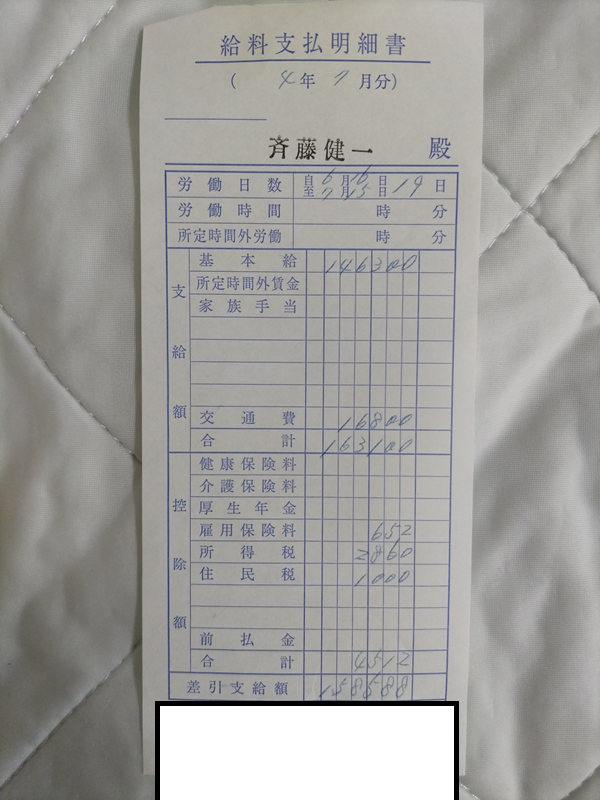 給料支払明細書
( 4年 7月分)
斉藤健一 殿
労働日数 自 6月16日 至 7月15日 19日
労働時間 時 分
所定時間外労働 時 分
支給額
基本給 146300
所定時間外賃金
家族手当
交通費 16800
合計 163100
控除額
健康保険料
介護保険料
厚生年金
雇用保険料 652
所得税 2860
住民税 1000
前払金
合計 4512
差引支給額 158588